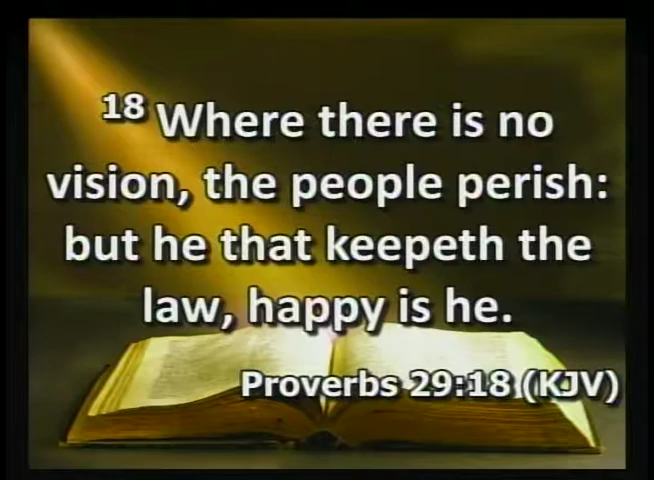 18 Where there is no
vision, the people perish:
but he that keepeth the
law, happy is he.
Proverbs 29:18 (KJV)